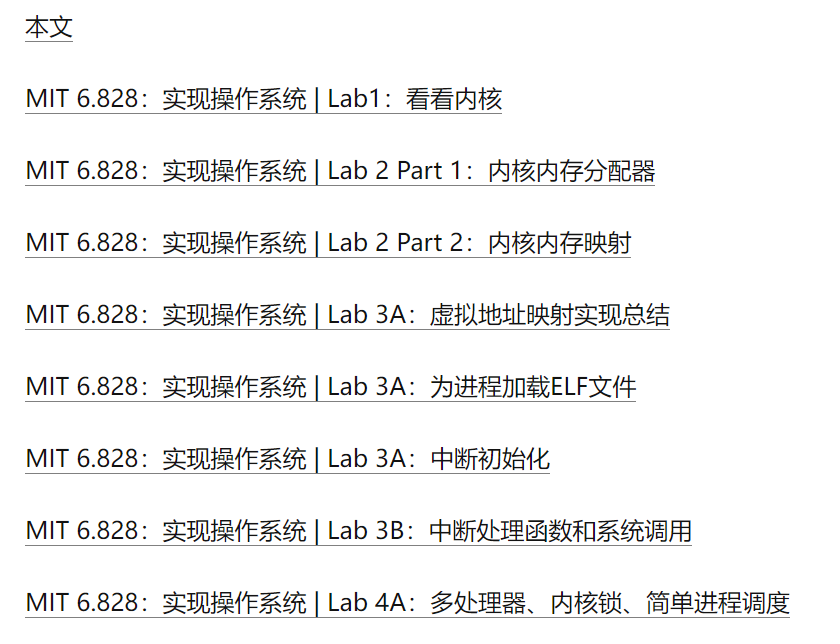 本文
MIT 6.828：实现操作系统 | Lab1：看看内核
MIT 6.828：实现操作系统 | Lab 2 Part 1：内核内存分配器
MIT 6.828：实现操作系统 | Lab 2 Part 2：内核内存映射
MIT 6.828：实现操作系统 | Lab 3A：虚拟地址映射实现总结
MIT 6.828：实现操作系统 | Lab 3A：为进程加载ELF文件
MIT 6.828：实现操作系统 | Lab 3A：中断初始化
MIT 6.828：实现操作系统 | Lab 3B：中断处理函数和系统调用
MIT 6.828：实现操作系统 | Lab 4A：多处理器、内核锁、简单进程调度